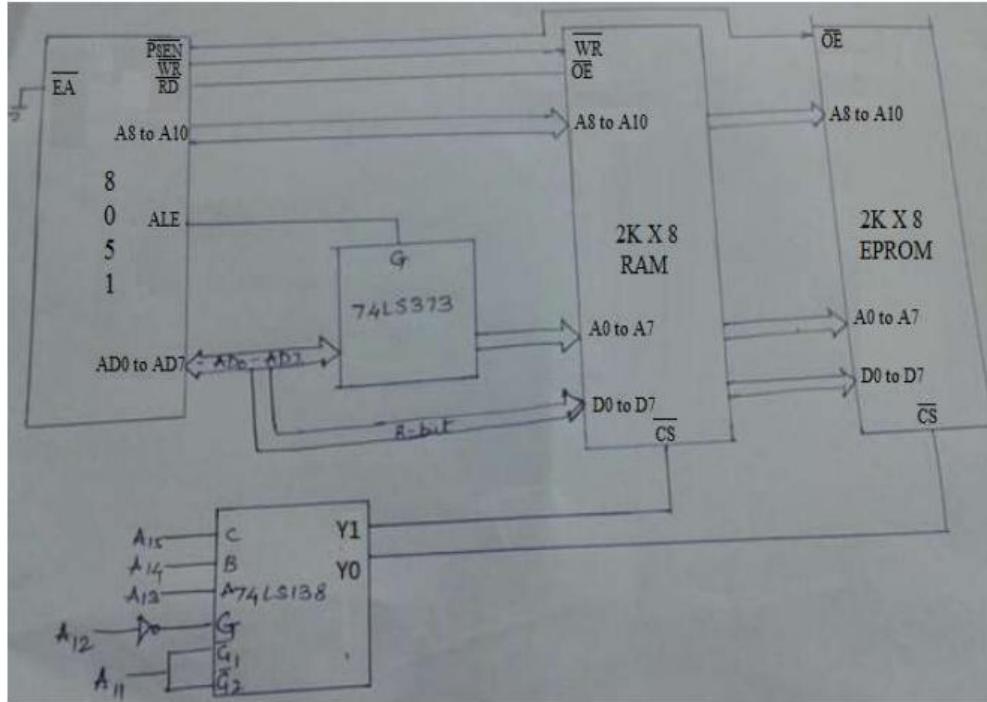 EA
PSEN
WR
RD
A8 to A10
8
0
5
1
ALE
AD0 to AD7
AD0 - AD7
G
74LS373
8-bit
WR
OE
A8 to A10
2K X 8
RAM
A0 to A7
D0 to D7
CS
OE
A8 to A10
2K X 8
EPROM
A0 to A7
D0 to D7
CS
A15 C
A14 B
A13 A 74LS138
A12 G
A11 G1
G2
Y1
Y0